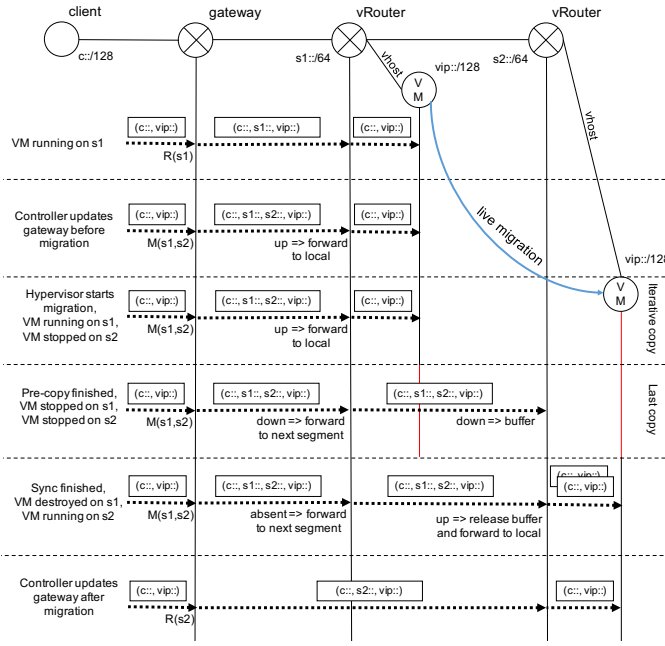 client
gateway
vRouter
vRouter
c::/128
s1::/64
s2::/64
vhost
vip::/128
V
M
vhost
(c::, vip::)
(c::, s1::, vip::)
(c::, vip::)
VM running on s1
R(s1)
live migration
Controller updates
gateway before
migration
(c::, vip::)
(c::, s1::, s2::, vip::)
(c::, vip::)
M(s1,s2)
up => forward
to local
vip::/128
V
M
Hypervisor starts
migration,
VM running on s1,
VM stopped on s2
(c::, vip::)
(c::, s1::, s2::, vip::)
(c::, vip::)
M(s1,s2)
up => forward
to local
Iterative copy
Pre-copy finished,
VM stopped on s1,
VM stopped on s2
(c::, vip::)
(c::, s1::, s2::, vip::)
(c::, s1::, s2::, vip::)
M(s1,s2)
down => forward
to next segment
down => buffer
Last copy
Sync finished,
VM destroyed on s1,
VM running on s2
(c::, vip::)
(c::, s1::, s2::, vip::)
(c::, s1::, s2::, vip::)
(c::, vip::)
(c::, vip::)
M(s1,s2)
absent => forward
to next segment
up => release buffer
and forward to local
Controller updates
gateway after
migration
(c::, vip::)
(c::, s2::, vip::)
(c::, vip::)
R(s2)